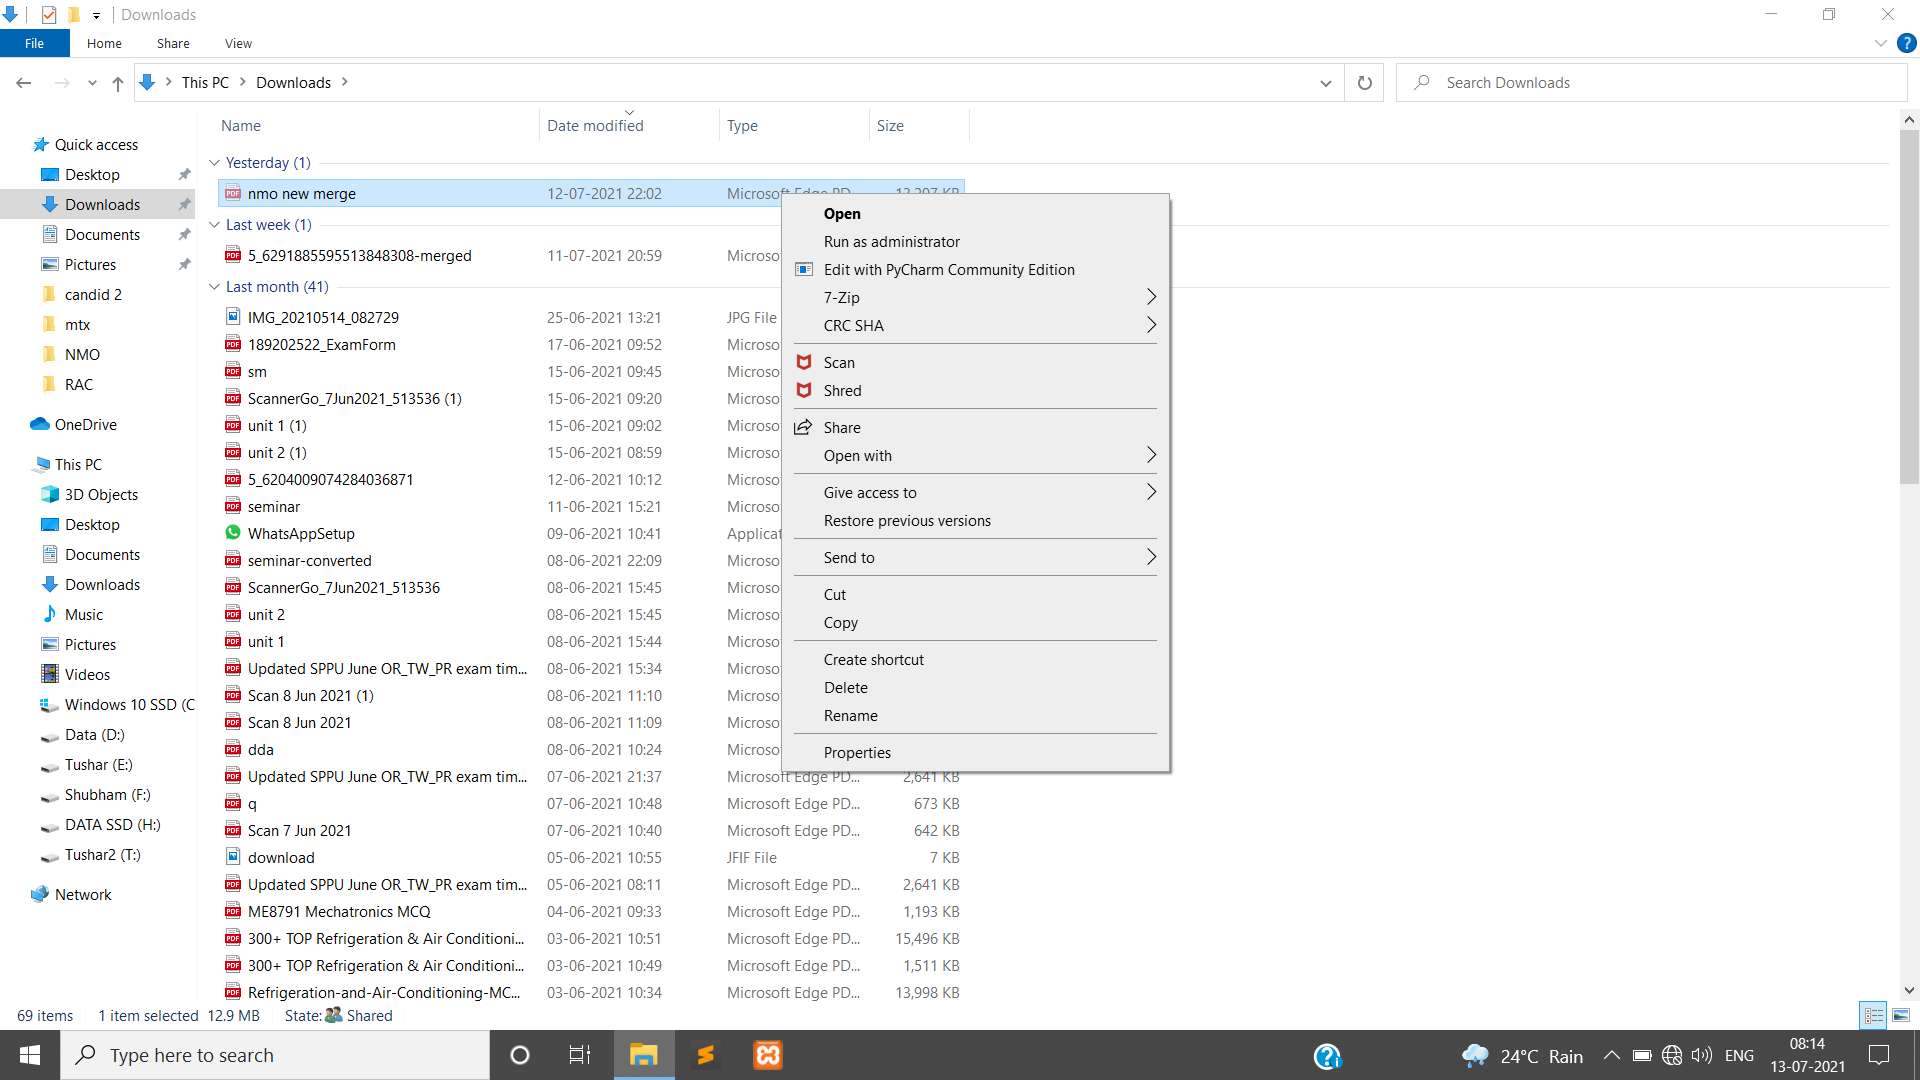 Downloads
File Home Share View
This PC Downloads
Search Downloads
Name Date modified Type Size
Quick access
Desktop
Downloads
Documents
Pictures
candid 2
mtx
NMO
RAC
OneDrive
This PC
3D Objects
Desktop
Documents
Downloads
Music
Pictures
Videos
Windows 10 SSD (C
Data (D:)
Tushar (E:)
Shubham (F:)
DATA SSD (H:)
Tushar2 (T:)
Network
Yesterday (1)
nmo new merge 12-07-2021 22:02
Last week (1)
5_6291885595513848308-merged 11-07-2021 20:59 Microso
Last month (41)
IMG_20210514_082729 25-06-2021 13:21 JPG File
189202522_ExamForm 17-06-2021 09:52 Microso
sm 15-06-2021 09:45 Microso
ScannerGo_7Jun2021_513536 (1) 15-06-2021 09:20 Microso
unit 1 (1) 15-06-2021 09:02 Microso
unit 2 (1) 15-06-2021 08:59 Microso
5_6204009074284036871 12-06-2021 10:12 Microso
seminar 11-06-2021 15:21 Microso
WhatsAppSetup 09-06-2021 10:41 Applicat
seminar-converted 08-06-2021 22:09 Microso
ScannerGo_7Jun2021_513536 08-06-2021 15:45 Microso
unit 2 08-06-2021 15:45 Microso
unit 1 08-06-2021 15:44 Microso
Updated SPPU June OR_TW_PR exam tim... 08-06-2021 15:34 Microso
Scan 8 Jun 2021 (1) 08-06-2021 11:10 Microso
Scan 8 Jun 2021 08-06-2021 11:09 Microso
dda 08-06-2021 10:24 Microso
Updated SPPU June OR_TW_PR exam tim... 07-06-2021 21:37 Microsoft Edge PD... 2,641 KB
q 07-06-2021 10:48 Microsoft Edge PD... 673 KB
Scan 7 Jun 2021 07-06-2021 10:40 Microsoft Edge PD... 642 KB
download 05-06-2021 10:55 JFIF File 7 KB
Updated SPPU June OR_TW_PR exam tim... 05-06-2021 08:11 Microsoft Edge PD... 2,641 KB
ME8791 Mechatronics MCQ 04-06-2021 09:33 Microsoft Edge PD... 1,193 KB
300+ TOP Refrigeration & Air Conditioni... 03-06-2021 10:51 Microsoft Edge PD... 15,496 KB
300+ TOP Refrigeration & Air Conditioni... 03-06-2021 10:49 Microsoft Edge PD... 1,511 KB
Refrigeration-and-Air-Conditioning-MC... 03-06-2021 10:34 Microsoft Edge PD... 13,998 KB
Open
Run as administrator
Edit with PyCharm Community Edition
7-Zip
CRC SHA
Scan
Shred
Share
Open with
Give access to
Restore previous versions
Send to
Cut
Copy
Create shortcut
Delete
Rename
Properties
69 items 1 item selected 12.9 MB State: Shared
Type here to search
24°C Rain
ENG
08:14
13-07-2021